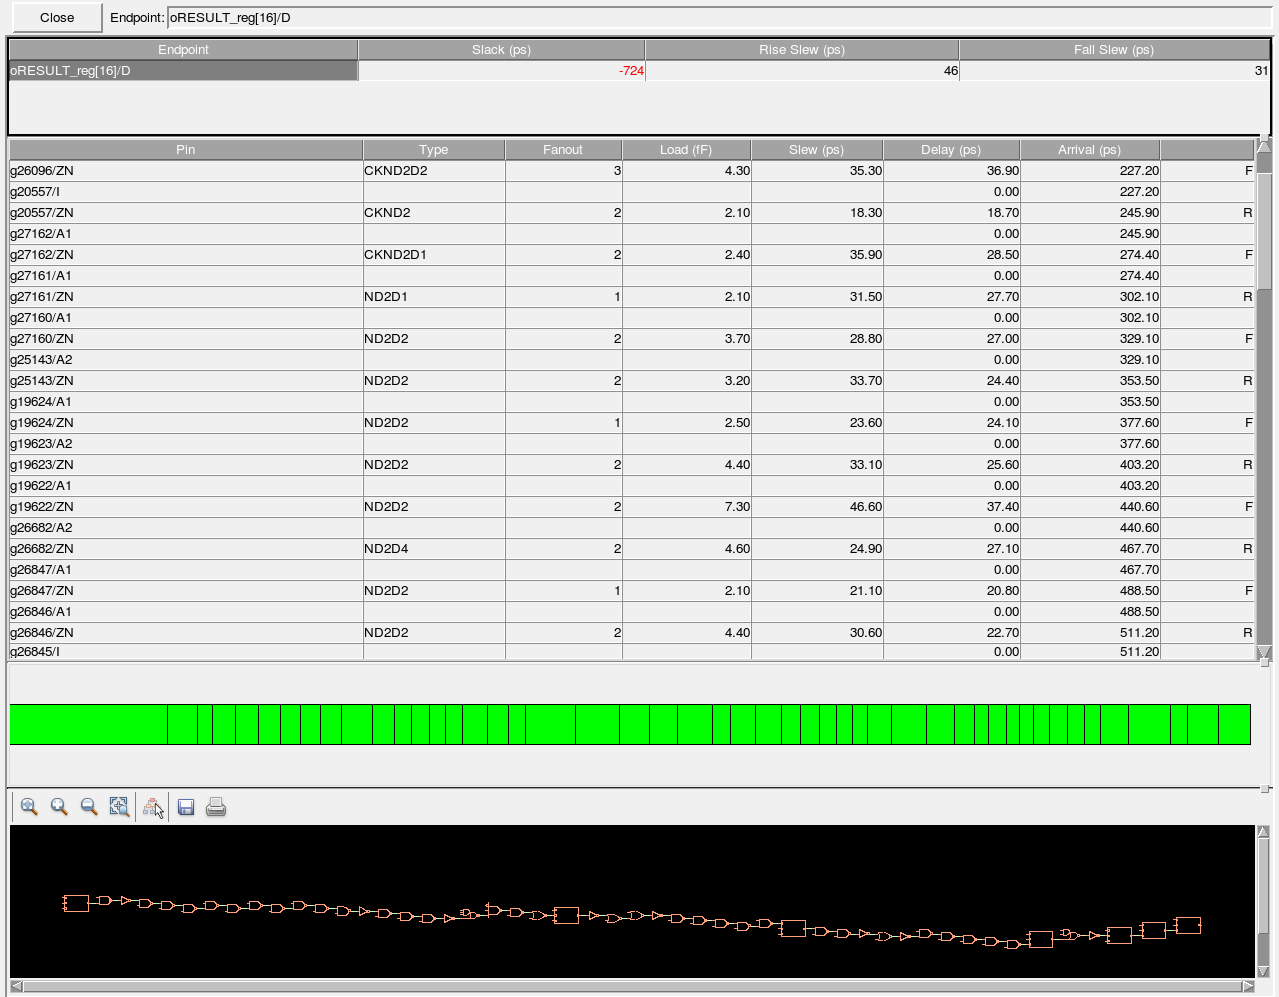 Close Endpoint: oRESULT_reg[16]/D
Endpoint Slack (ps) Rise Slew (ps) Fall Slew (ps)
oRESULT_reg[16]/D -724 46 31
Pin Type Fanout Load (fF) Slew (ps) Delay (ps) Arrival (ps)
g26096/ZN CKND2D2 3 4.30 35.30 36.90 227.20 F
g20557/I 0.00 227.20
g20557/ZN CKND2 2 2.10 18.30 18.70 245.90 R
g27162/A1 0.00 245.90
g27162/ZN CKND2D1 2 2.40 35.90 28.50 274.40 F
g27161/A1 0.00 274.40
g27161/ZN ND2D1 1 2.10 31.50 27.70 302.10 R
g27160/A1 0.00 302.10
g27160/ZN ND2D2 2 3.70 28.80 27.00 329.10 F
g25143/A2 0.00 329.10
g25143/ZN ND2D2 2 3.20 33.70 24.40 353.50 R
g19624/A1 0.00 353.50
g19624/ZN ND2D2 1 2.50 23.60 24.10 377.60 F
g19623/A2 0.00 377.60
g19623/ZN ND2D2 2 4.40 33.10 25.60 403.20 R
g19622/A1 0.00 403.20
g19622/ZN ND2D2 2 7.30 46.60 37.40 440.60 F
g26682/A2 0.00 440.60
g26682/ZN ND2D4 2 4.60 24.90 27.10 467.70 R
g26847/A1 0.00 467.70
g26847/ZN ND2D2 1 2.10 21.10 20.80 488.50 F
g26846/A1 0.00 488.50
g26846/ZN ND2D2 2 4.40 30.60 22.70 511.20 R
g26845/I 0.00 511.20